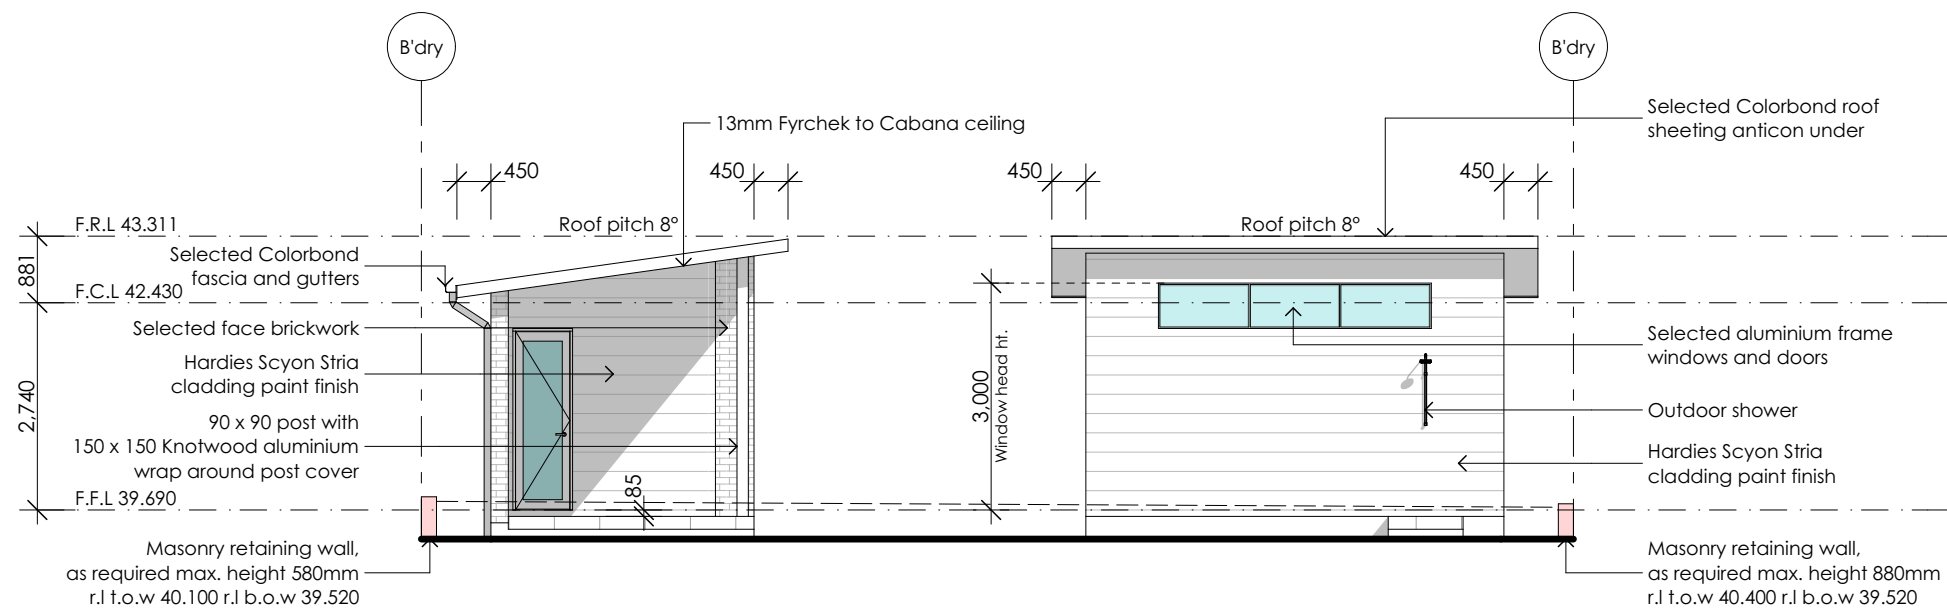 B'dry
B'dry
13mm Fyrchek to Cabana ceiling
Selected Colorbond roof
sheeting anticon under
450
450
450
450
F.R.L 43.311
Roof pitch 8°
Roof pitch 8°
881
Selected Colorbond
fascia and gutters
F.C.L 42.430
Selected face brickwork
Hardies Scyon Stria
cladding paint finish
2,740
90 x 90 post with
150 x 150 Knotwood aluminium
wrap around post cover
F.F.L 39.690
85
3,000
Window head ht.
Selected aluminium frame
windows and doors
Outdoor shower
Hardies Scyon Stria
cladding paint finish
Masonry retaining wall,
as required max. height 580mm
r.l t.o.w 40.100 r.l b.o.w 39.520
Masonry retaining wall,
as required max. height 880mm
r.l t.o.w 40.400 r.l b.o.w 39.520